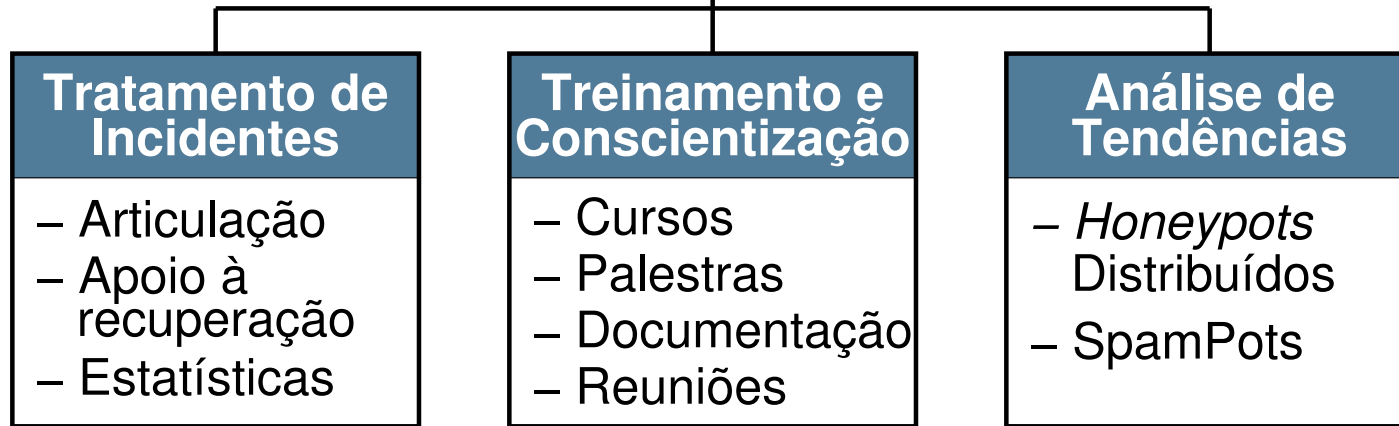 Tratamento de
Incidentes
– Articulação
– Apoio à
recuperação
– Estatísticas
Treinamento e
Conscientização
– Cursos
– Palestras
– Documentação
– Reuniões
Análise de
Tendências
– Honeypots
Distribuídos
– SpamPots